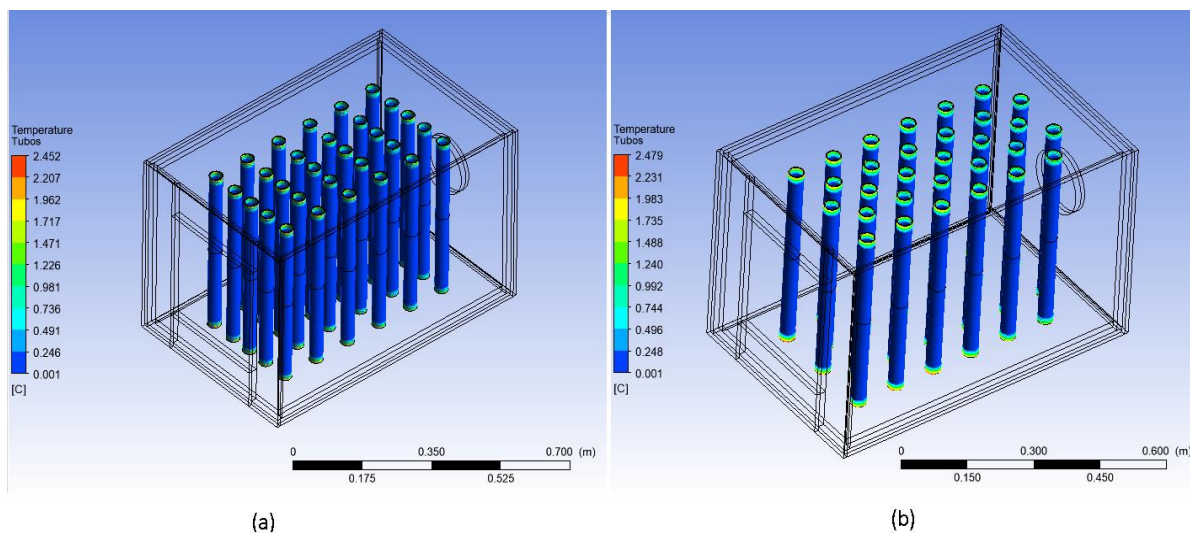 Temperature
Tubos
2.452
2.207
1.962
1.717
1.471
1.226
0.981
0.736
0.491
0.246
0.001
[C]
0 0.350 0.700 (m)
0.175 0.525
(a)
Temperature
Tubos
2.479
2.231
1.983
1.735
1.488
1.240
0.992
0.744
0.496
0.248
0.001
[C]
0 0.300 0.600 (m)
0.150 0.450
(b)